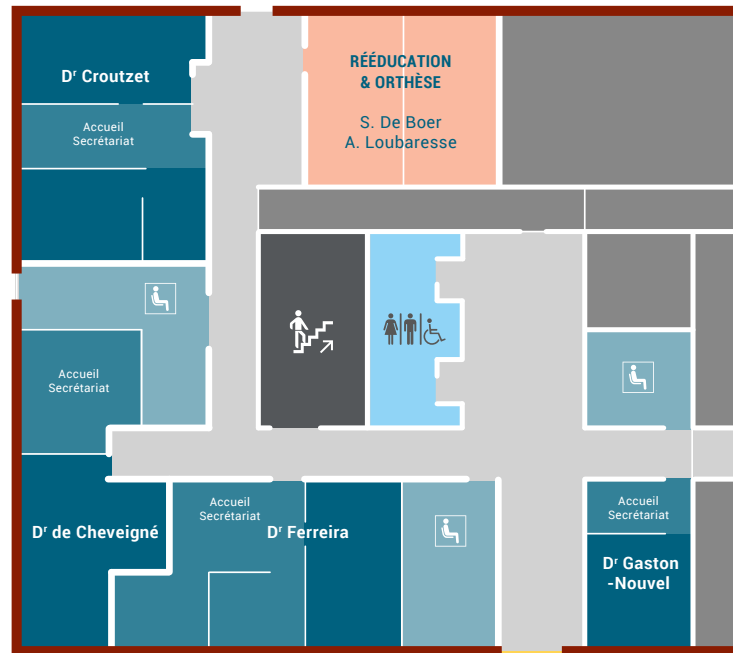 Dʳ Croutzet
Accueil
Secrétariat
RÉÉDUCATION
& ORTHÈSE
S. De Boer
A. Loubaresse
Accueil
Secrétariat
Dʳ de Cheveigné
Accueil
Secrétariat
Dʳ Ferreira
Accueil
Secrétariat
Dʳ Gaston
-Nouvel